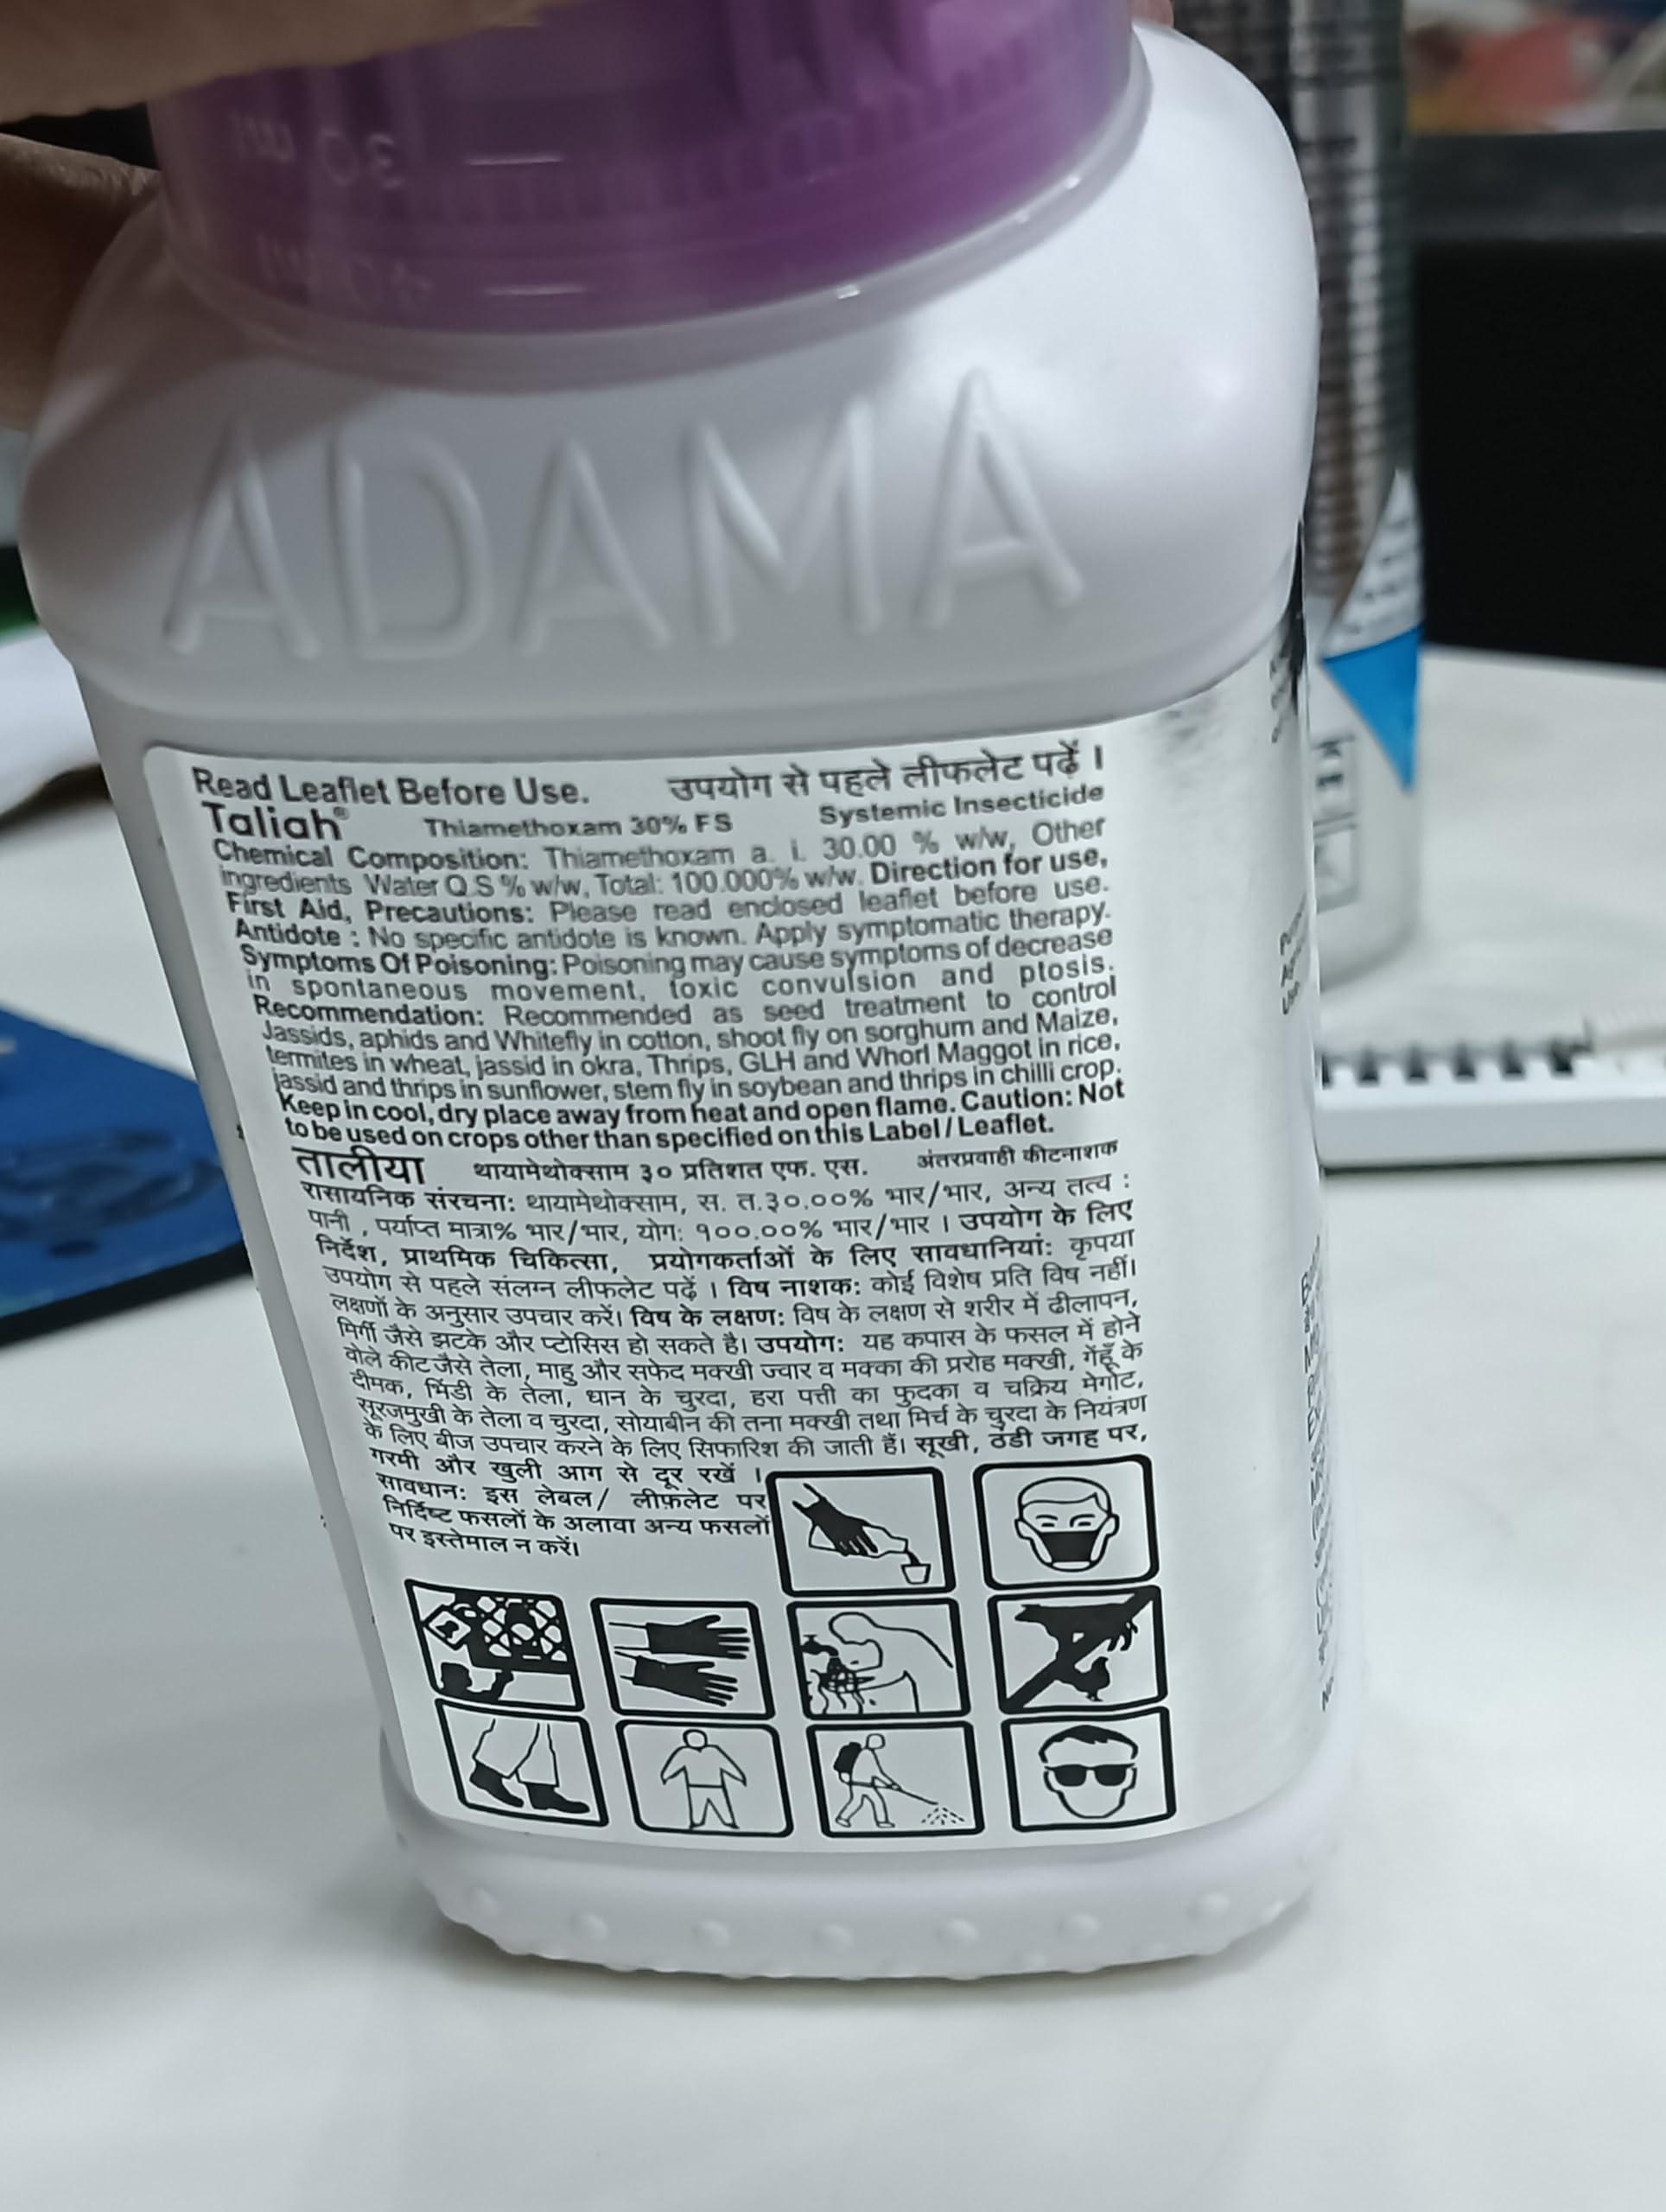 30 ml
40 ml
ADAMA
Read Leaflet Before Use. उपयोग से पहले लीफलेट पढ़ें ।
Taliah® Thiamethoxam 30% FS Systemic Insecticide
Chemical Composition: Thiamethoxam a. i. 30.00 % w/w, Other
ingredients Water Q.S % w/w, Total: 100.000% w/w. Direction for use,
First Aid, Precautions: Please read enclosed leaflet before use.
Antidote : No specific antidote is known. Apply symptomatic therapy.
Symptoms Of Poisoning: Poisoning may cause symptoms of decrease
in spontaneous movement, toxic convulsion and ptosis.
Recommendation: Recommended as seed treatment to control
Jassids, aphids and Whitefly in cotton, shoot fly on sorghum and Maize,
termites in wheat, jassid in okra, Thrips, GLH and Whorl Maggot in rice,
jassid and thrips in sunflower, stem fly in soybean and thrips in chilli crop.
Keep in cool, dry place away from heat and open flame. Caution: Not
to be used on crops other than specified on this Label / Leaflet.
तालीया थायामेथोक्साम ३० प्रतिशत एफ. एस. अंतरप्रवाही कीटनाशक
रासायनिक संरचना: थायामेथोक्साम, स. त.३०.००% भार/भार, अन्य तत्व :
पानी , पर्याप्त मात्रा% भार/भार, योग: १००.००% भार/भार । उपयोग के लिए
निर्देश, प्राथमिक चिकित्सा, प्रयोगकर्ताओं के लिए सावधानियां: कृपया
उपयोग से पहले संलग्न लीफलेट पढ़ें । विष नाशक: कोई विशेष प्रति विष नहीं।
लक्षणों के अनुसार उपचार करें। विष के लक्षण: विष के लक्षण से शरीर में ढीलापन,
मिर्गी जैसे झटके और प्टोसिस हो सकते है। उपयोग: यह कपास के फसल में होने
वोले कीट जैसे तेला, माहु और सफेद मक्खी ज्वार व मक्का की प्ररोह मक्खी, गेंहूँ के
दीमक, भिंडी के तेला, धान के चुरदा, हरा पत्ती का फुदका व चक्रिय मेगोट,
सूरजमुखी के तेला व चुरदा, सोयाबीन की तना मक्खी तथा मिर्च के चुरदा के नियंत्रण
के लिए बीज उपचार करने के लिए सिफारिश की जाती हैं। सूखी, ठंडी जगह पर,
गरमी और खुली आग से दूर रखें ।
सावधान: इस लेबल/ लीफ़लेट पर
निर्दिष्ट फसलों के अलावा अन्य फसलों
पर इस्तेमाल न करें।